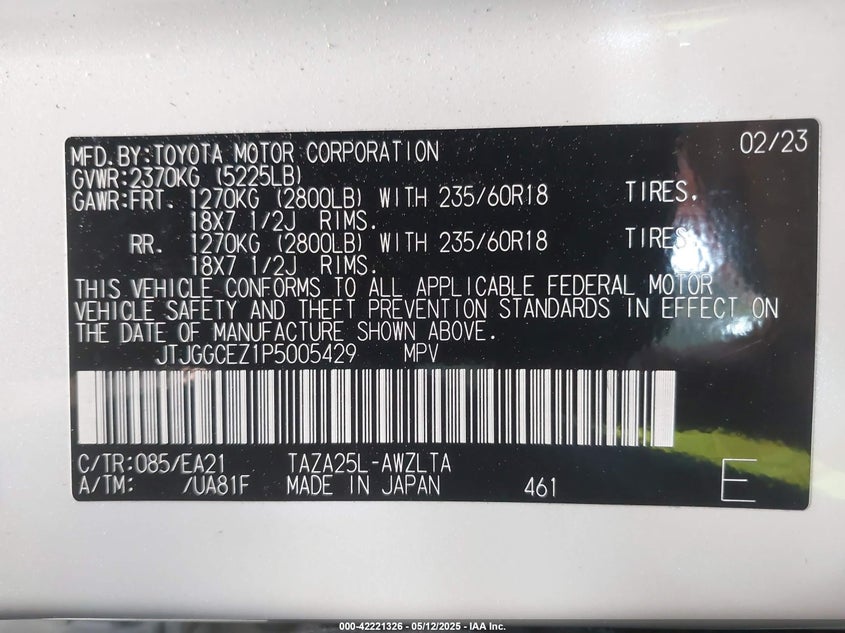 MFD.BY:TOYOTA MOTOR CORPORATION 02/23
GVWR:2370KG (5225LB)
GAWR:FRT. 1270KG (2800LB) WITH 235/60R18 TIRES.
18X7 1/2J RIMS.
RR. 1270KG (2800LB) WITH 235/60R18 TIRES.
18X7 1/2J RIMS.
THIS VEHICLE CONFORMS TO ALL APPLICABLE FEDERAL MOTOR
VEHICLE SAFETY AND THEFT PREVENTION STANDARDS IN EFFECT ON
THE DATE OF MANUFACTURE SHOWN ABOVE.
JTJGGCEZ1P5005429 MPV
C/TR:085/EA21 TAZA25L-AWZLTA
A/TM: /UA81F MADE IN JAPAN 461 E
000-42221326 - 05/12/2025 - IAA Inc.